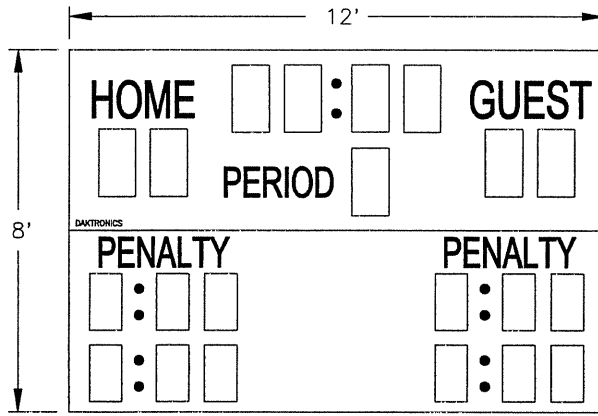 12'
HOME
GUEST
PERIOD
8'
DAKTRONICS
PENALTY PENALTY